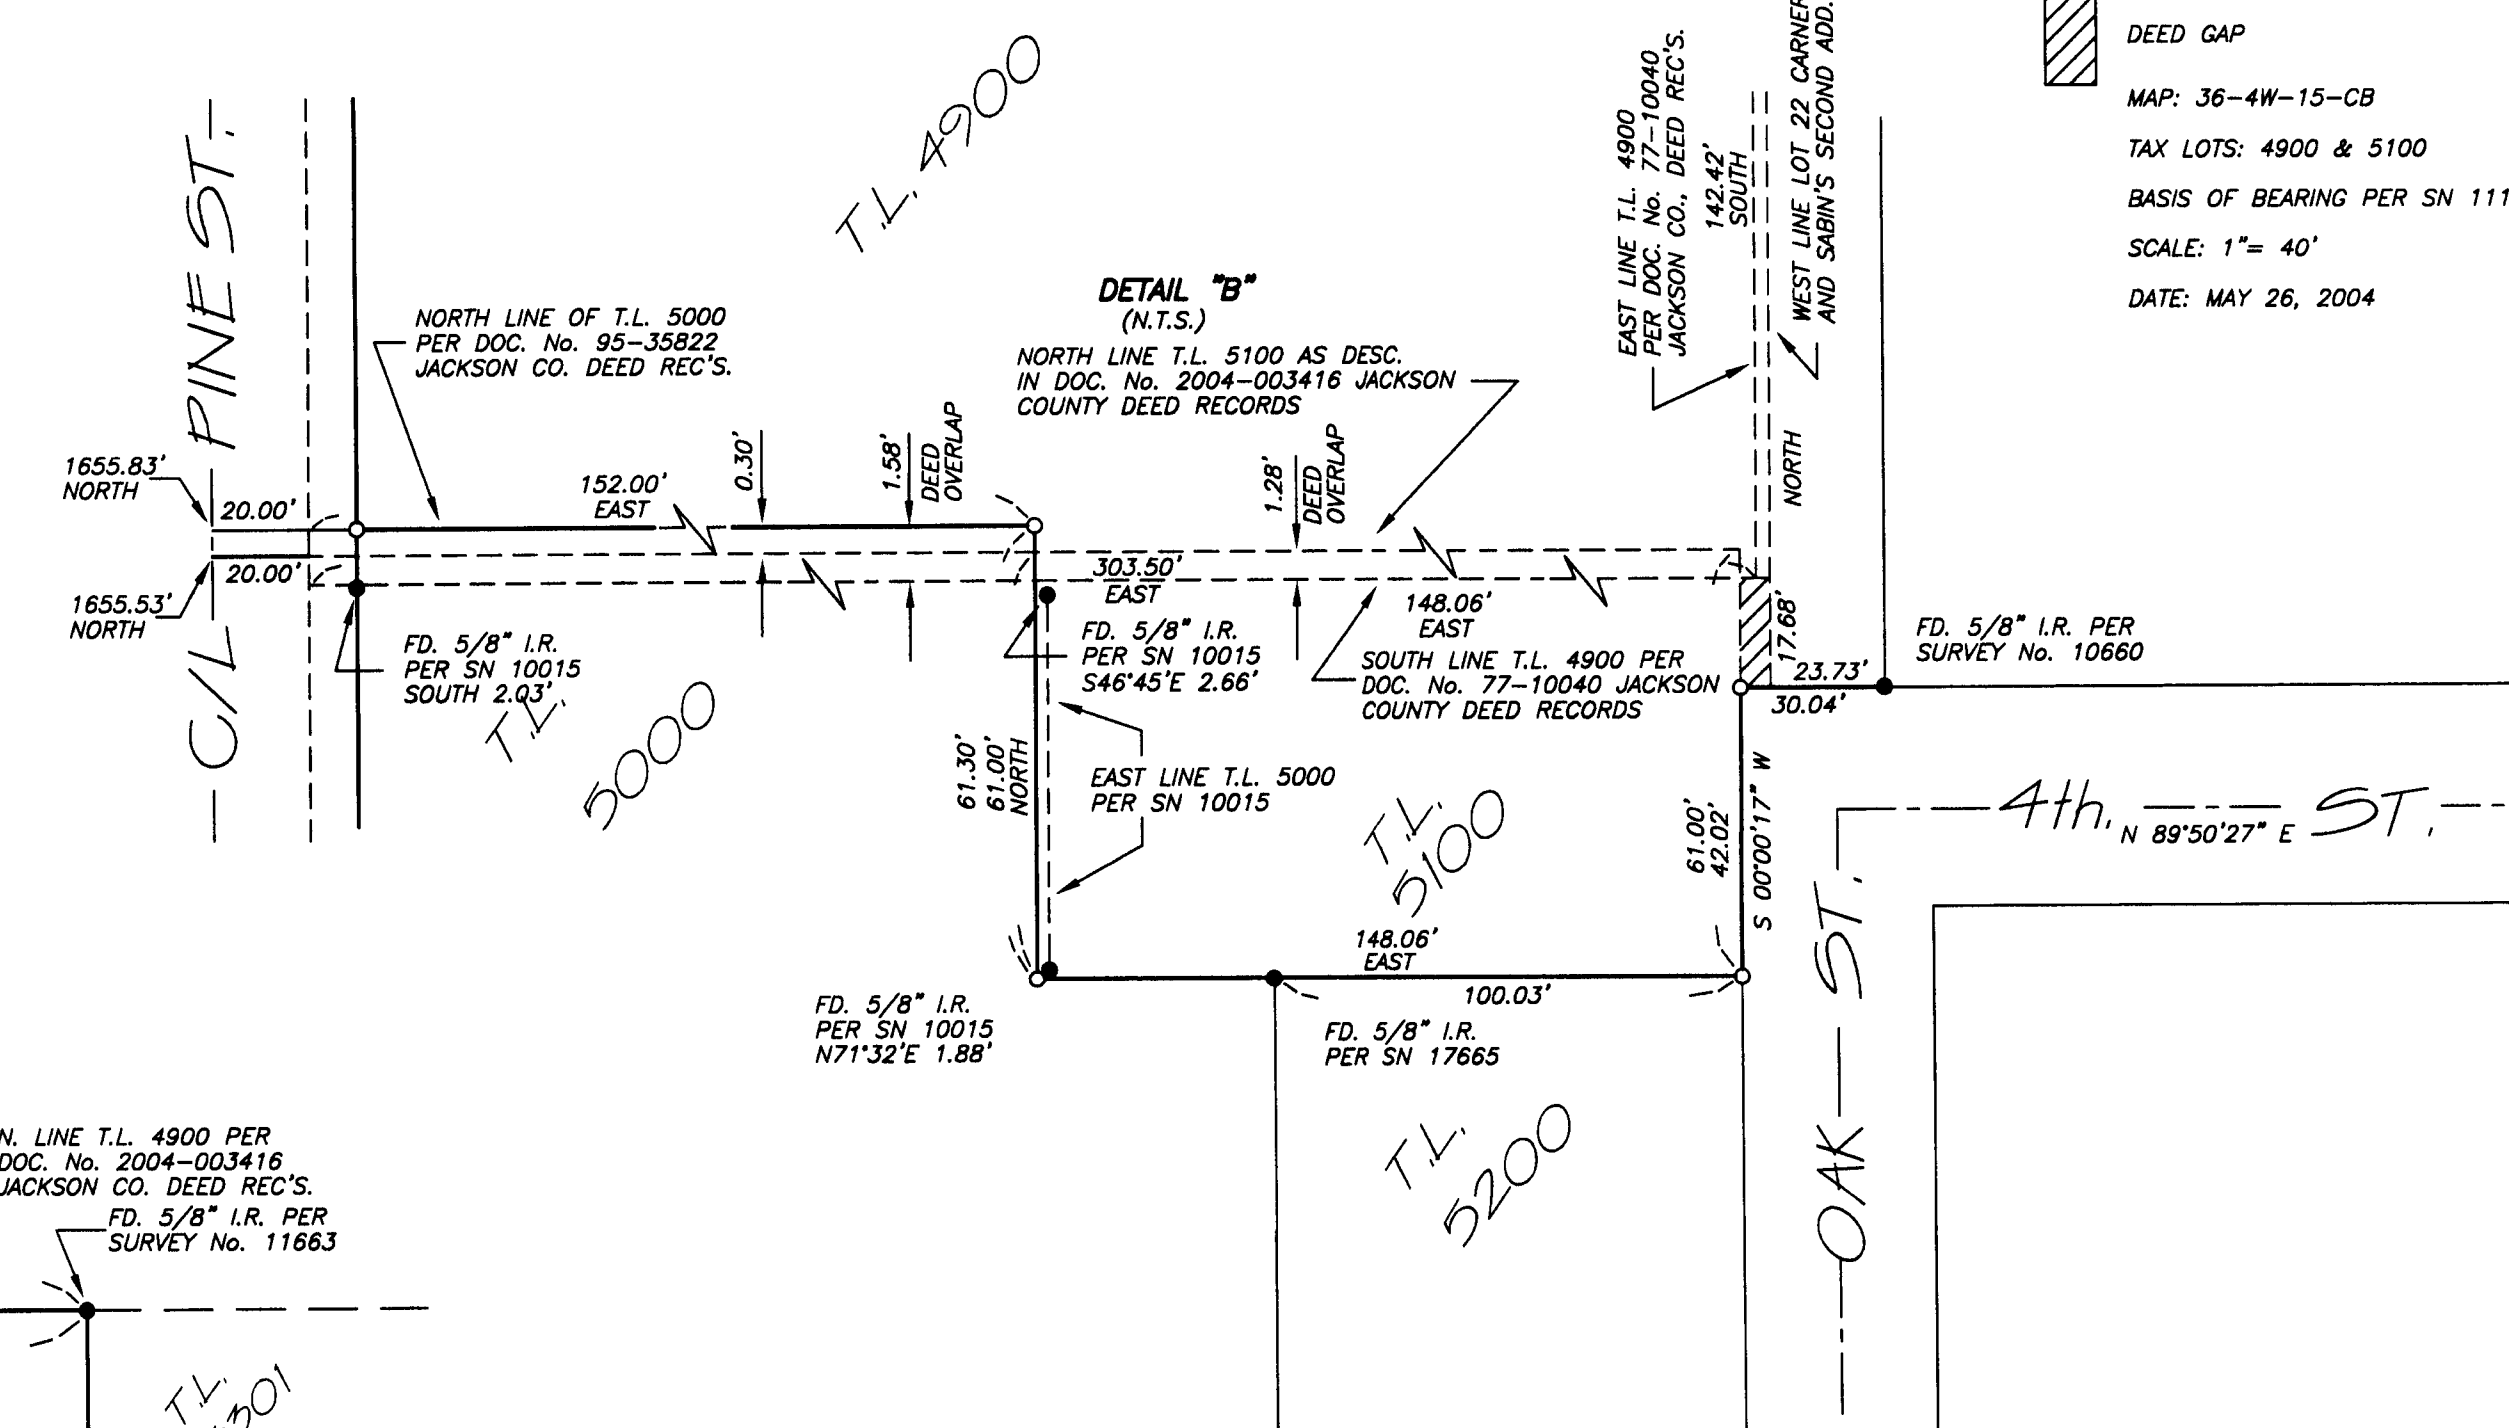 DEED GAP
MAP: 36-4W-15-CB
TAX LOTS: 4900 & 5100
BASIS OF BEARING PER SN 111
SCALE: 1"= 40'
DATE: MAY 26, 2004
T.L. 4900
C/L PINE ST.
DETAIL "B"
(N.T.S.)
NORTH LINE OF T.L. 5000
PER DOC. No. 95-35822
JACKSON CO. DEED REC'S.
NORTH LINE T.L. 5100 AS DESC.
IN DOC. No. 2004-003416 JACKSON
COUNTY DEED RECORDS
EAST LINE T.L. 4900
PER DOC. No. 77-10040
JACKSON CO., DEED REC'S.
142.42'
SOUTH
WEST LINE LOT 22 CARNER
AND SABIN'S SECOND ADD.
NORTH
1655.83'
NORTH
20.00'
152.00'
EAST
0.30'
1.58'
DEED
OVERLAP
1.28'
DEED
OVERLAP
20.00'
1655.53'
NORTH
303.50'
EAST
148.06'
EAST
17.68'
FD. 5/8" I.R.
PER SN 10015
SOUTH 2.03'
FD. 5/8" I.R.
PER SN 10015
S46°45'E 2.66'
SOUTH LINE T.L. 4900 PER
DOC. No. 77-10040 JACKSON
COUNTY DEED RECORDS
23.73'
30.04'
FD. 5/8" I.R. PER
SURVEY No. 10660
T.L.
5000
61.30'
61.00'
NORTH
EAST LINE T.L. 5000
PER SN 10015
T.L.
5100
61.00'
42.02'
S 00°00'17" W
4th. ST.
N 89°50'27" E
OAK ST.
148.06'
EAST
100.03'
FD. 5/8" I.R.
PER SN 10015
N71°32'E 1.88'
FD. 5/8" I.R.
PER SN 17665
T.L.
5200
N. LINE T.L. 4900 PER
DOC. No. 2004-003416
JACKSON CO. DEED REC'S.
FD. 5/8" I.R. PER
SURVEY No. 11663
T.L.